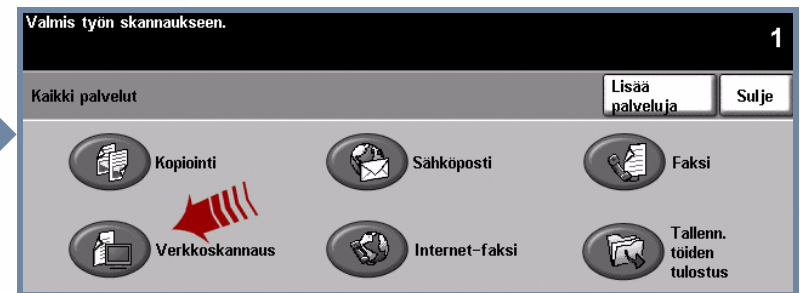 Valmis työn skannaukseen.
1
Kaikki palvelut
Lisää
palveluja
Sulje
Kopiointi
Sähköposti
Faksi
Verkkoskannaus
Internet-faksi
Tallenn.
töiden
tulostus